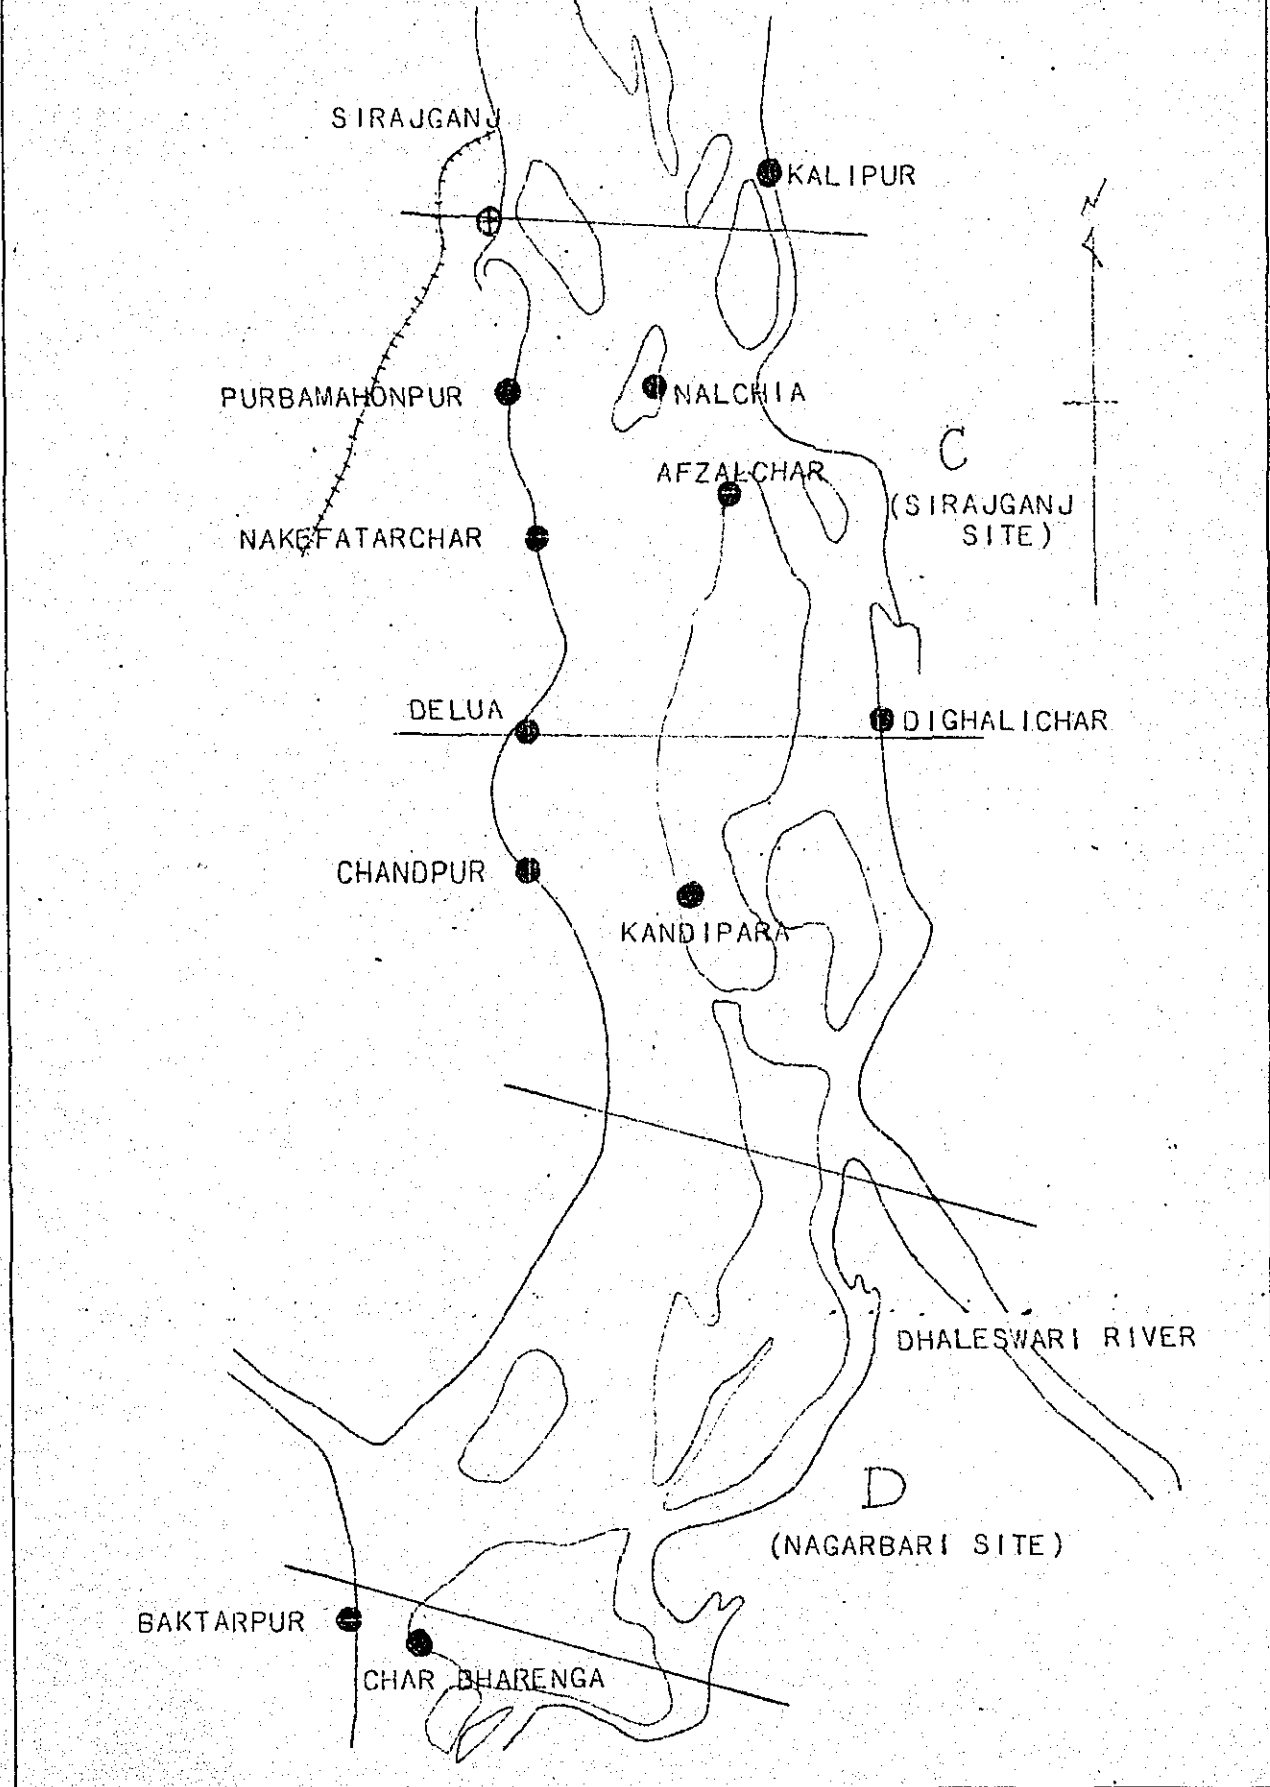 SIRAJGANJ
KALIPUR
N
PURBAMAHONPUR
NALCHIA
AFZALCHAR
C
(SIRAJGANJ
SITE)
NAKEFATARCHAR
DELUA
DIGHALICHAR
CHANDPUR
KANDIPARA
DHALESWARI RIVER
D
(NAGARBARI SITE)
BAKTARPUR
CHAR BHARENGA